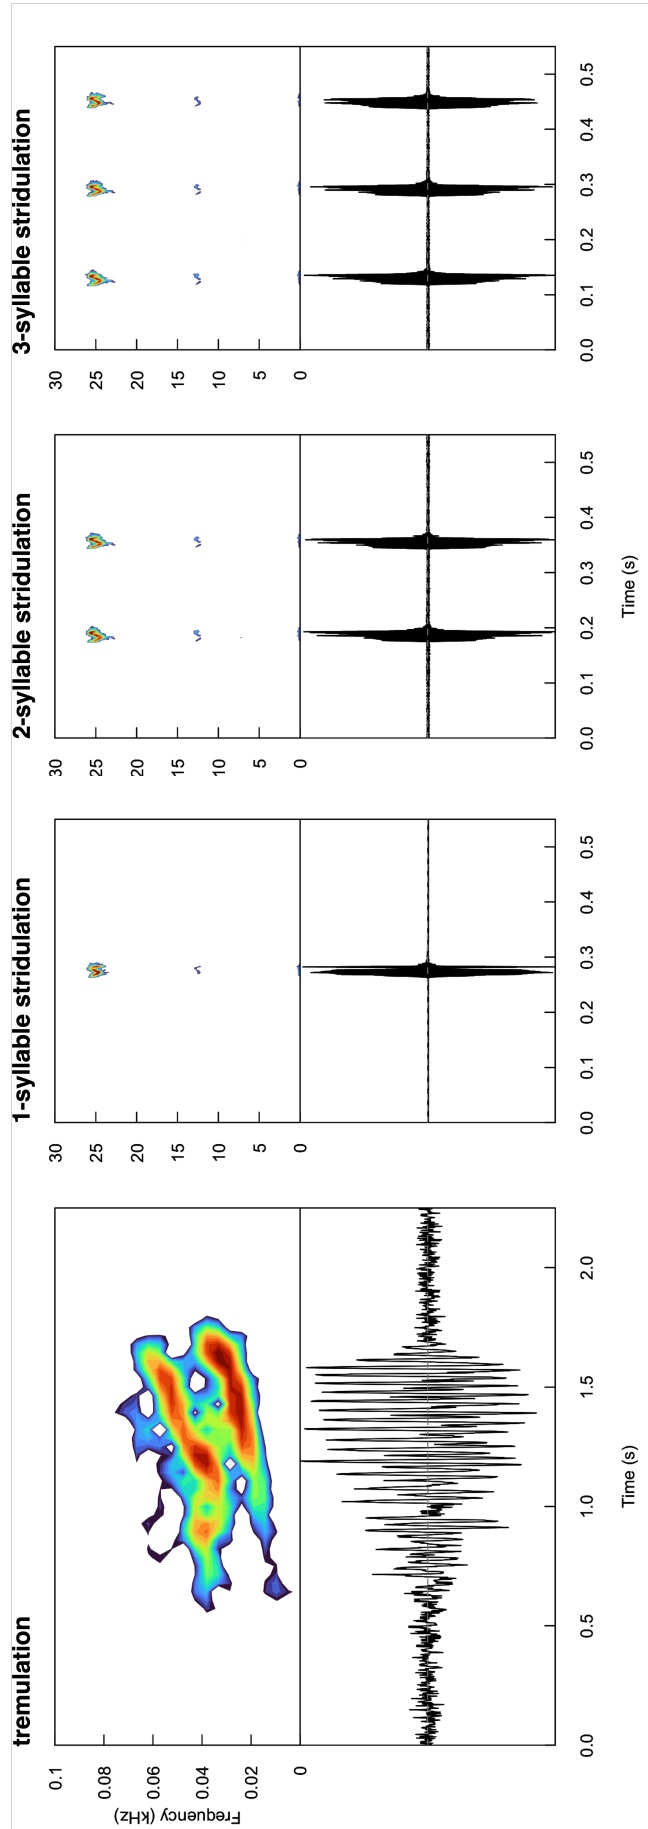 tremulation
1-syllable stridulation
2-syllable stridulation
3-syllable stridulation
Frequency (kHz)
0.1
0.08
0.06
0.04
0.02
0
30
25
20
15
10
5
0
30
25
20
15
10
5
0
30
25
20
15
10
5
0
0.0 0.5 1.0 1.5 2.0
0.0 0.1 0.2 0.3 0.4 0.5
0.0 0.1 0.2 0.3 0.4 0.5
0.0 0.1 0.2 0.3 0.4 0.5
Time (s)
Time (s)